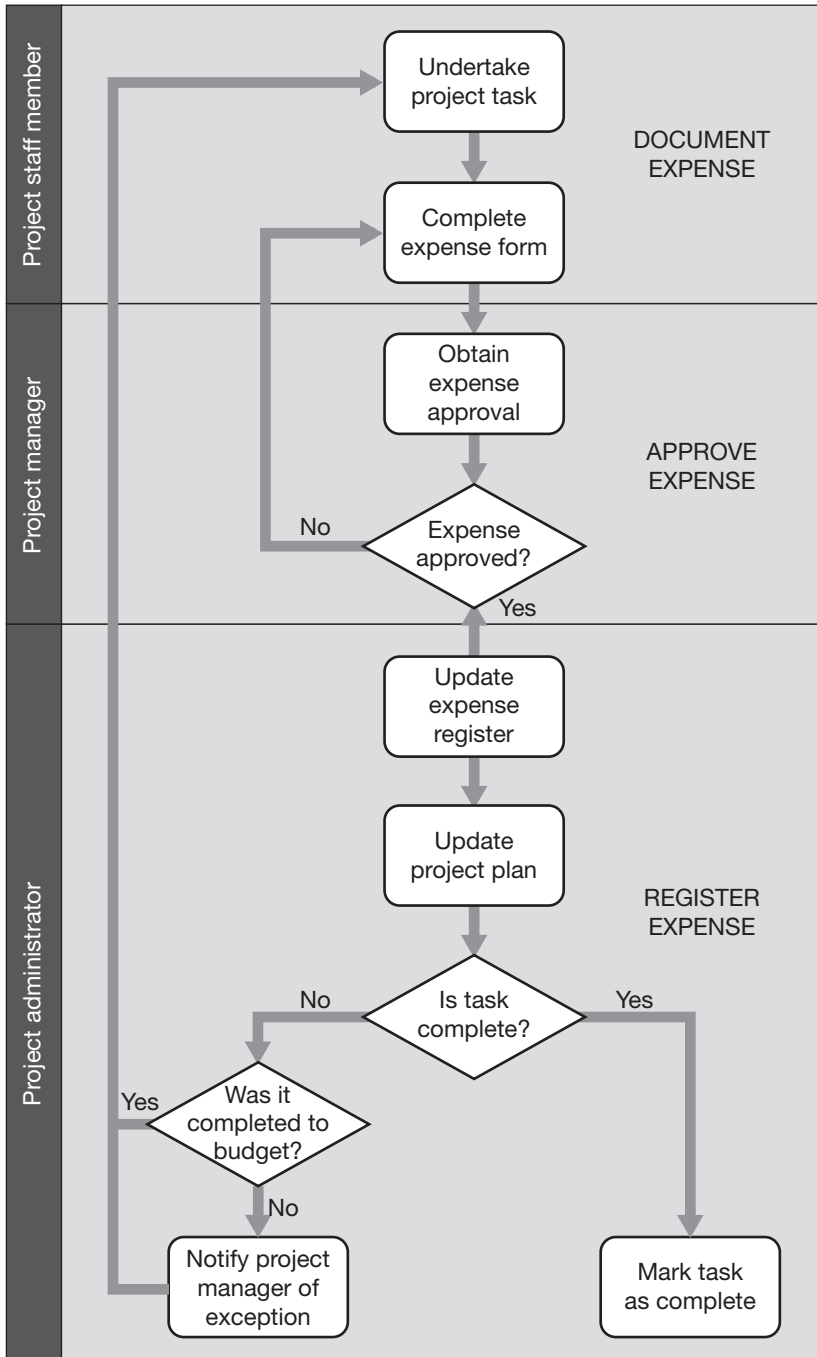 Project staff member
Undertake
project task
DOCUMENT
EXPENSE
Complete
expense form
Project manager
Obtain
expense
approval
APPROVE
EXPENSE
No
Expense
approved?
Yes
Project administrator
Update
expense
register
Update
project plan
REGISTER
EXPENSE
No
Is task
complete?
Yes
Yes
Was it
completed to
budget?
No
Notify project
manager of
exception
Mark task
as complete